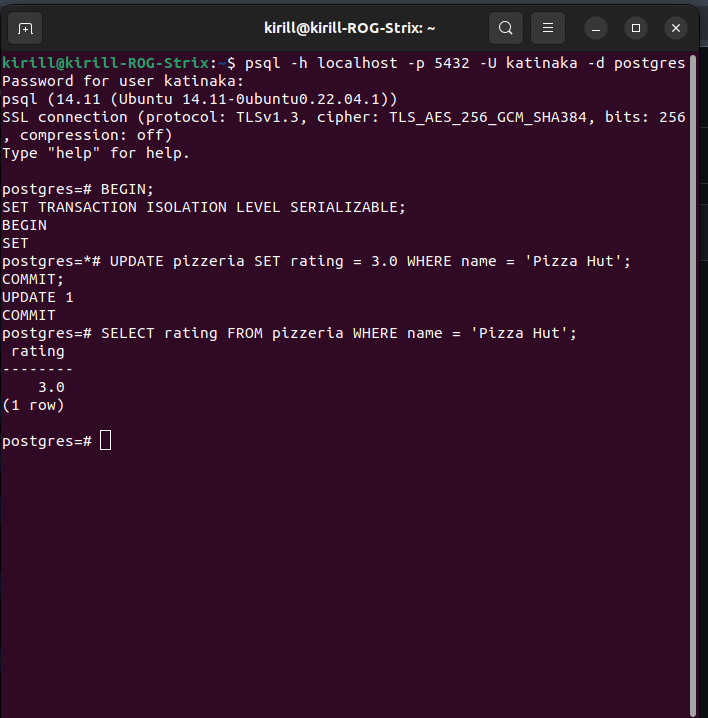 kirill@kirill-ROG-Strix: ~
kirill@kirill-ROG-Strix:~$ psql -h localhost -p 5432 -U katinaka -d postgres
Password for user katinaka:
psql (14.11 (Ubuntu 14.11-0ubuntu0.22.04.1))
SSL connection (protocol: TLSv1.3, cipher: TLS_AES_256_GCM_SHA384, bits: 256
, compression: off)
Type "help" for help.

postgres=# BEGIN;
SET TRANSACTION ISOLATION LEVEL SERIALIZABLE;
BEGIN
SET
postgres=*# UPDATE pizzeria SET rating = 3.0 WHERE name = 'Pizza Hut';
COMMIT;
UPDATE 1
COMMIT
postgres=# SELECT rating FROM pizzeria WHERE name = 'Pizza Hut';
 rating
--------
    3.0
(1 row)

postgres=#